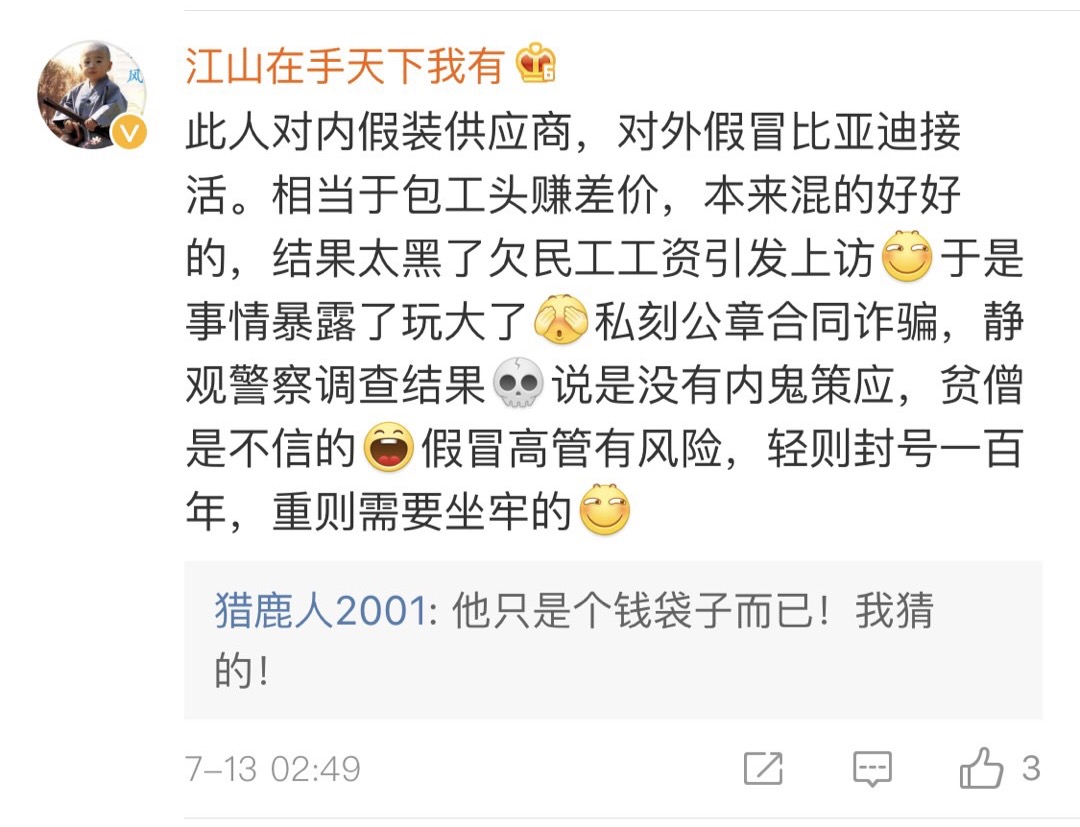 江山在手天下我有
风
此人对内假装供应商，对外假冒比亚迪接
活。相当于包工头赚差价，本来混的好好
的，结果太黑了欠民工工资引发上访😏于是
事情暴露了玩大了🫣私刻公章合同诈骗，静
观警察调查结果💀说是没有内鬼策应，贫僧
是不信的😄假冒高管有风险，轻则封号一百
年，重则需要坐牢的😏
猎鹿人2001: 他只是个钱袋子而已！我猜
的！
7-13 02:49
3